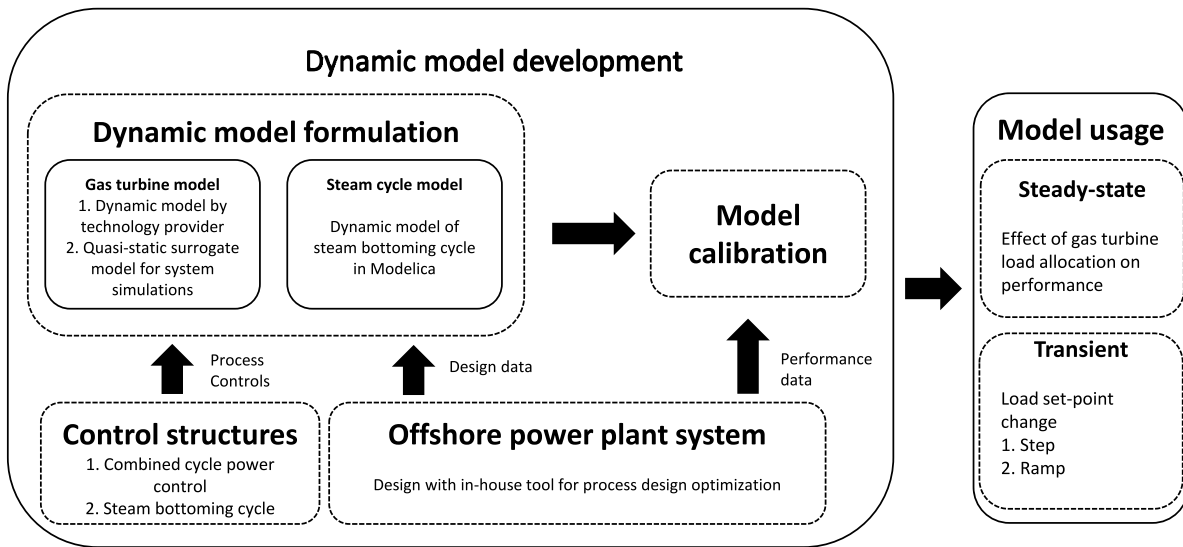 Dynamic model development
Dynamic model formulation
Gas turbine model
1. Dynamic model by
technology provider
2. Quasi-static surrogate
model for system
simulations
Steam cycle model
Dynamic model of
steam bottoming cycle
in Modelica
Model
calibration
Process
Controls
Design data
Performance
data
Control structures
1. Combined cycle power
control
2. Steam bottoming cycle
Offshore power plant system
Design with in-house tool for process design optimization
Model usage
Steady-state
Effect of gas turbine
load allocation on
performance
Transient
Load set-point
change
1. Step
2. Ramp